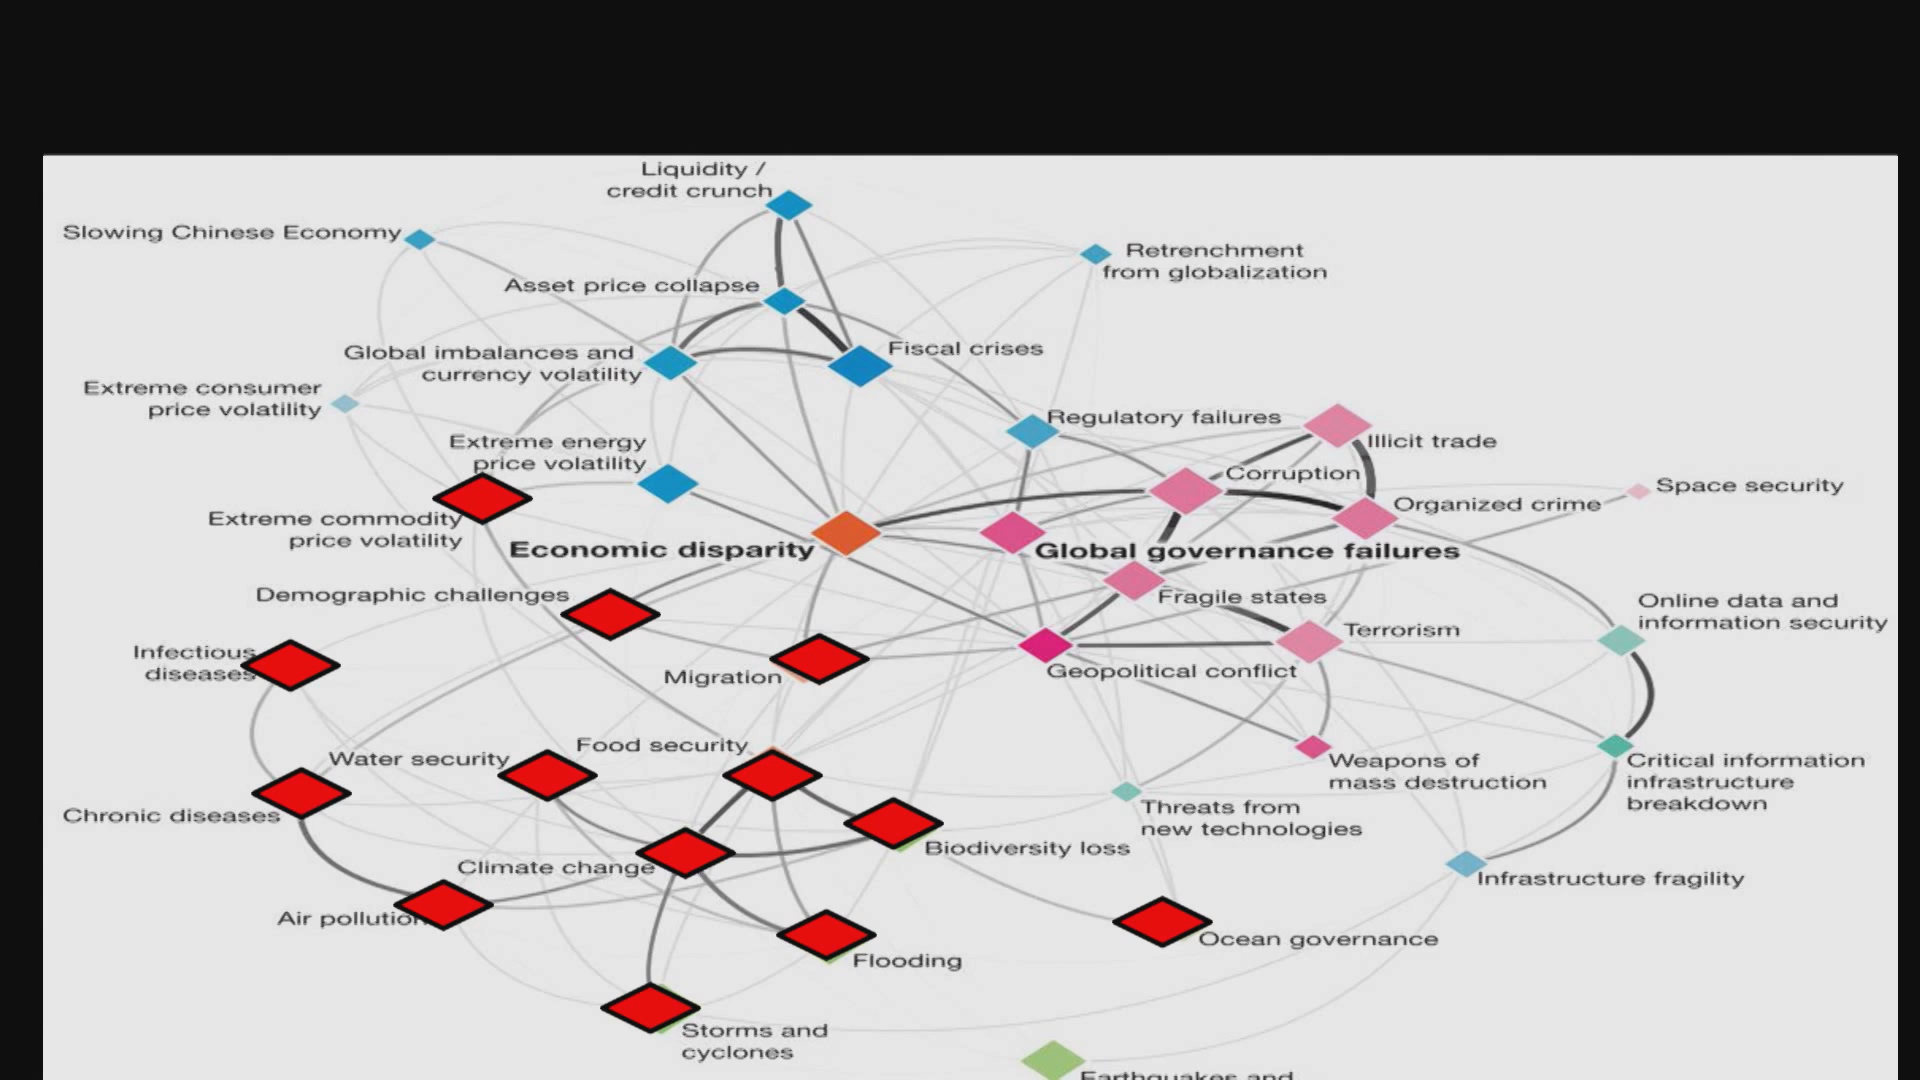 Liquidity /
credit crunch
Slowing Chinese Economy
Retrenchment
from globalization
Asset price collapse
Global imbalances and
currency volatility
Fiscal crises
Extreme consumer
price volatility
Regulatory failures
Illicit trade
Extreme energy
price volatility
Corruption
Space security
Organized crime
Extreme commodity
price volatility
Economic disparity
Global governance failures
Demographic challenges
Fragile states
Online data and
information security
Terrorism
Infectious
diseases
Migration
Geopolitical conflict
Food security
Water security
Weapons of
mass destruction
Critical information
infrastructure
breakdown
Chronic diseases
Threats from
new technologies
Biodiversity loss
Climate change
Infrastructure fragility
Air pollution
Ocean governance
Flooding
Storms and
cyclones
Earthquakes and